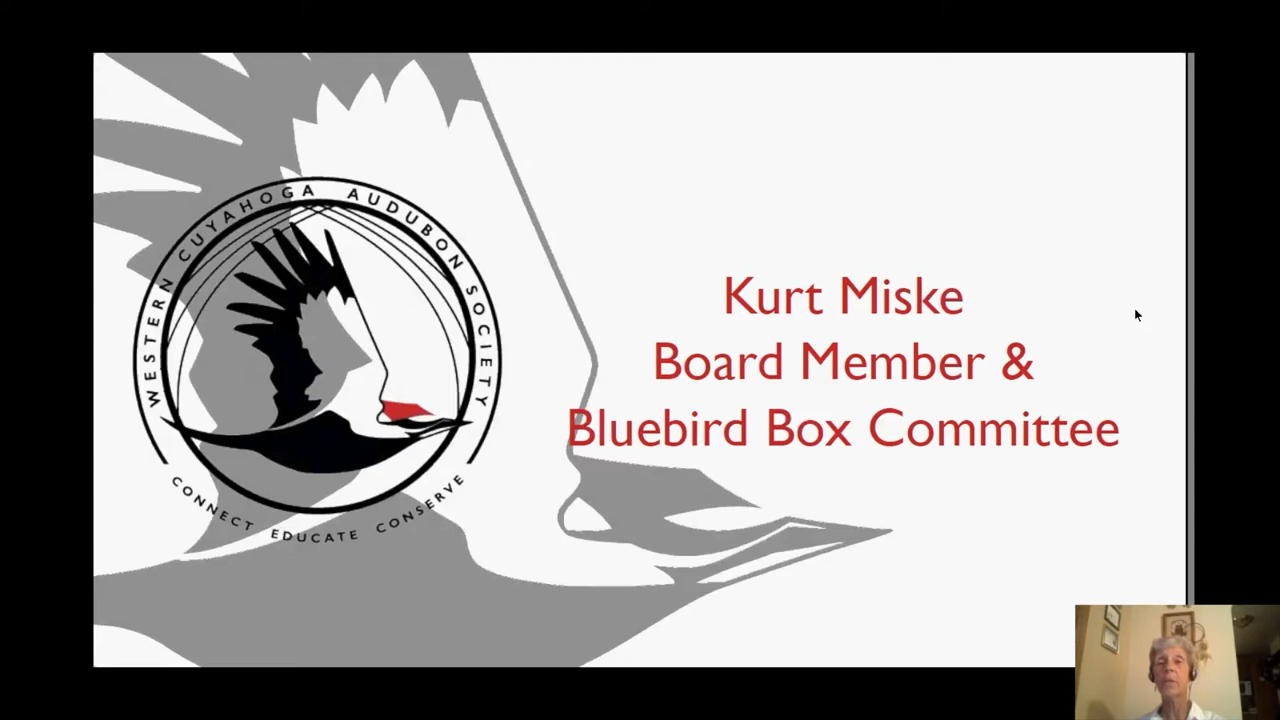 WESTERN CUYAHOGA AUDUBON SOCIETY
CONNECT EDUCATE CONSERVE
Kurt Miske
Board Member &
Bluebird Box Committee